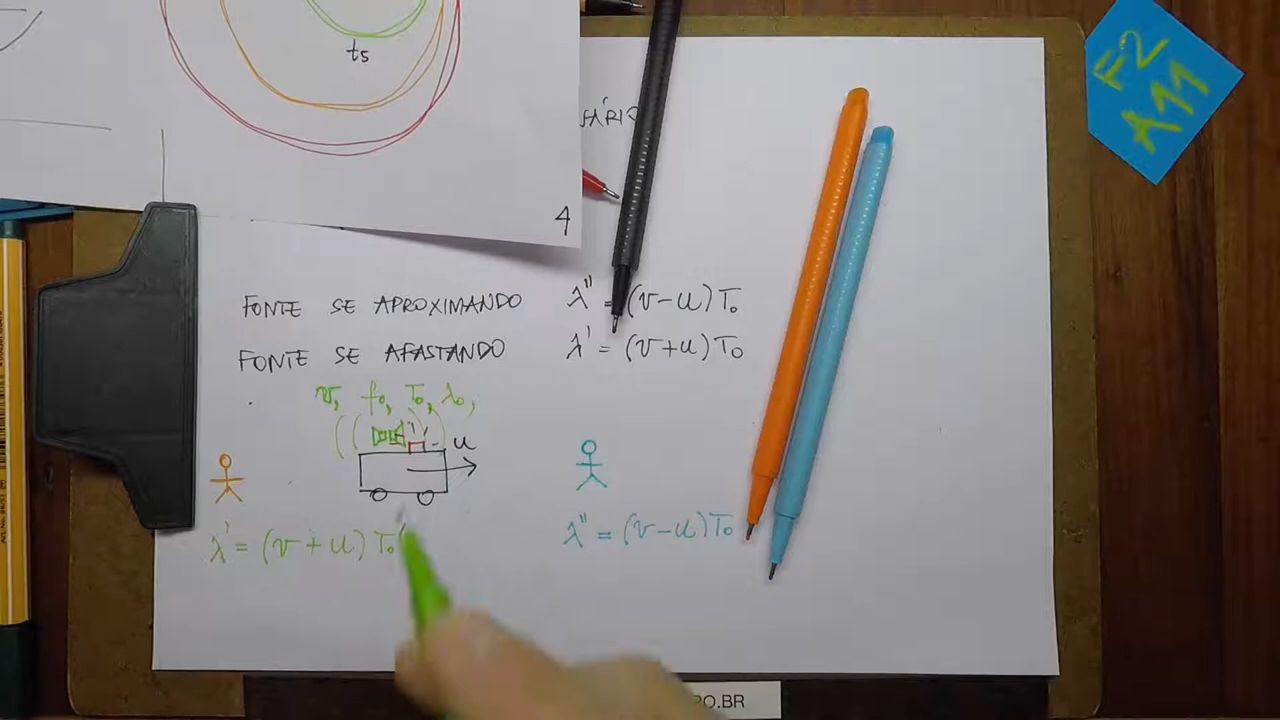 ts
4
F2
A11
FONTE SE APROXIMANDO λ'' = (v-u)T₀
FONTE SE AFASTANDO λ' = (v+u)T₀
v, f₀, T₀, λ₀,
u
λ' = (v+u)T₀
λ'' = (v-u)T₀